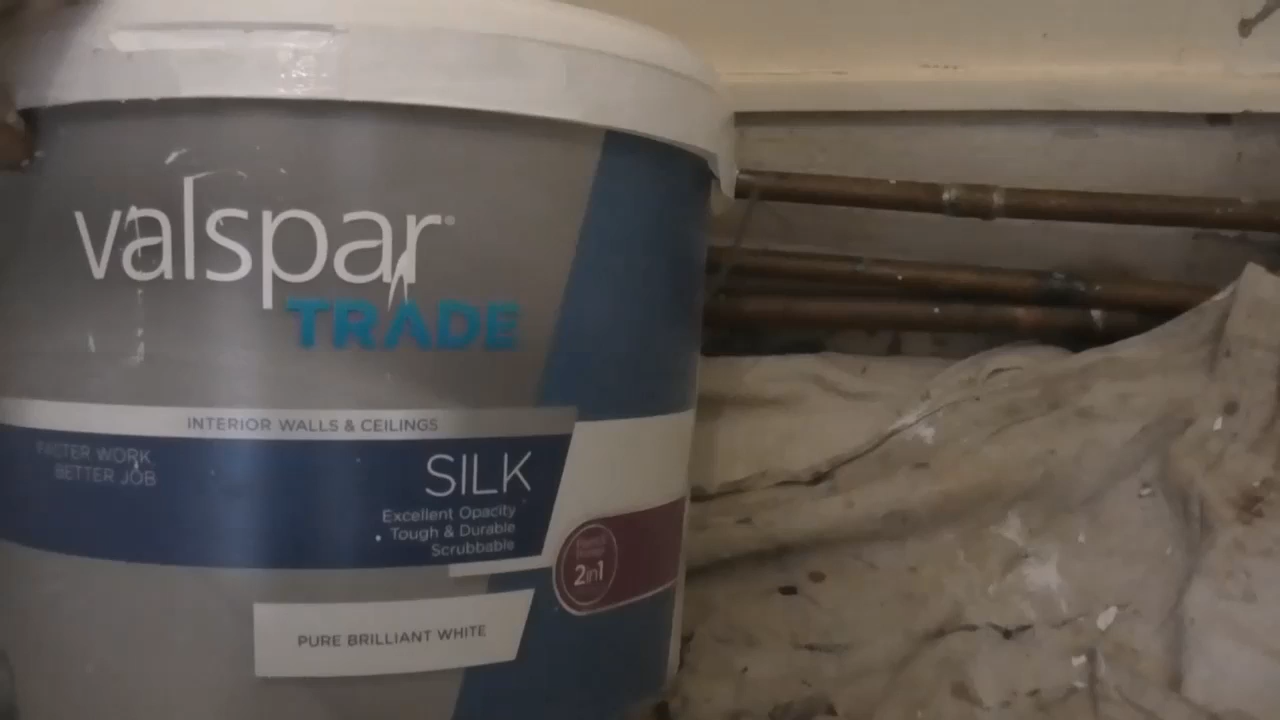 valspar®
TRADE
INTERIOR WALLS & CEILINGS
FASTER WORK
BETTER JOB
SILK
Excellent Opacity
Tough & Durable
Scrubbable
2in1
PURE BRILLIANT WHITE